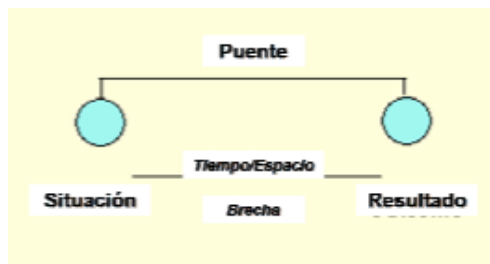 Puente
Tiempo/Espacio
Situación
Resultado
Brecha